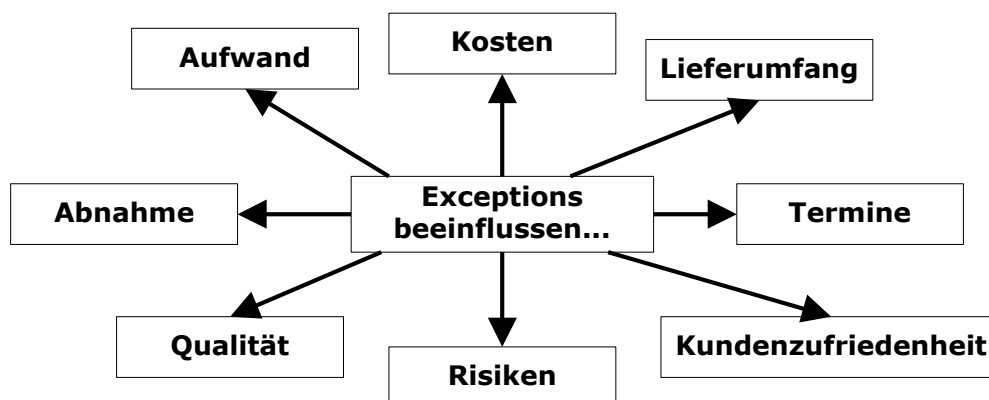 Kosten
Aufwand
Lieferumfang
Exceptions
beeinflussen...
Abnahme
Termine
Qualität
Kundenzufriedenheit
Risiken